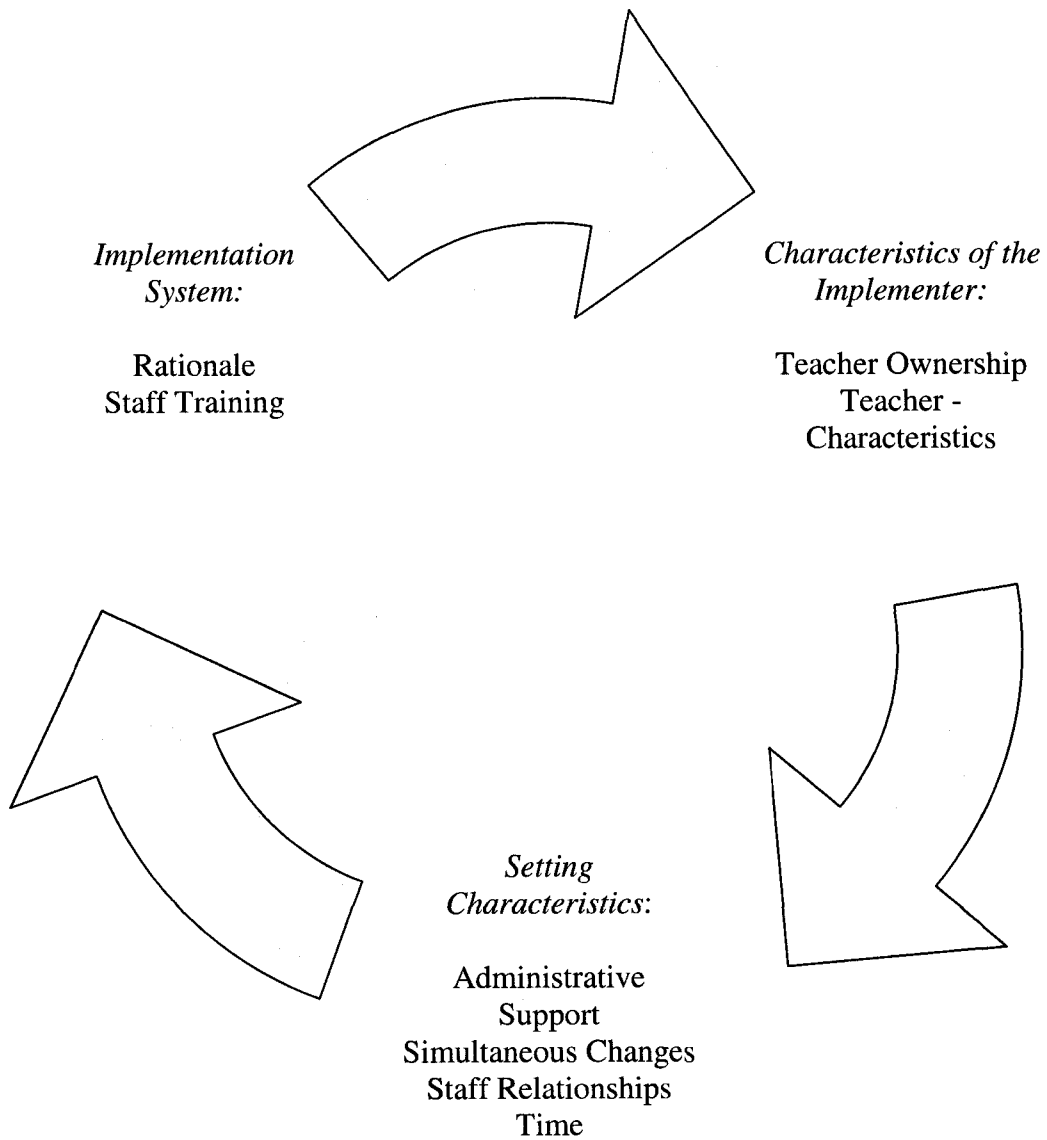 Implementation
System:
Rationale
Staff Training
Characteristics of the
Implementer:
Teacher Ownership
Teacher -
Characteristics
Setting
Characteristics:
Administrative
Support
Simultaneous Changes
Staff Relationships
Time